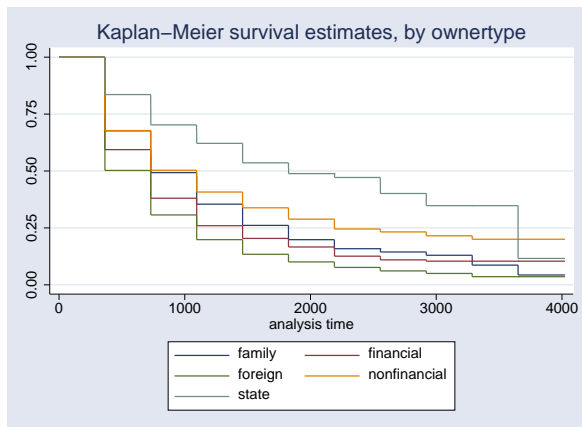 Kaplan−Meier survival estimates, by ownertype
1.00
0.75
0.50
0.25
0.00
0 1000 2000 3000 4000
analysis time
family financial
foreign nonfinancial
state